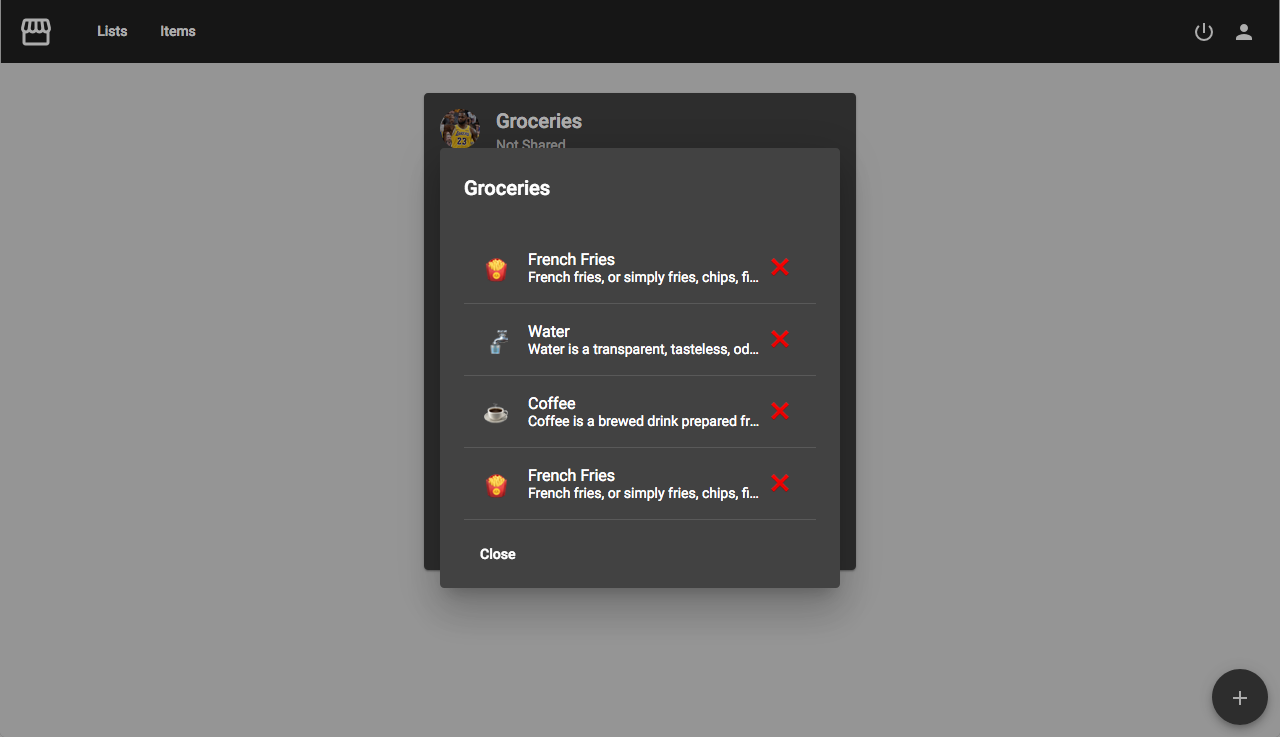 Lists
Items
Groceries
Not Shared
23
Groceries
French Fries
French fries, or simply fries, chips, fi...
Water
Water is a transparent, tasteless, od...
Coffee
Coffee is a brewed drink prepared fr...
French Fries
French fries, or simply fries, chips, fi...
Close